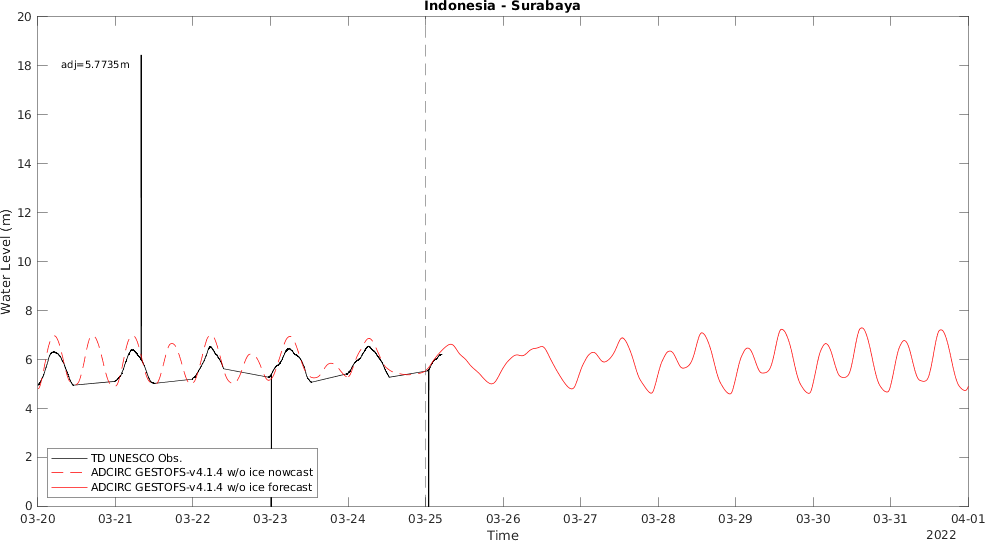 Indonesia - Surabaya
20
18
16
14
12
10
8
6
4
2
0
Water Level (m)
adj=5.7735m
TD UNESCO Obs.
ADCIRC GESTOFS-v4.1.4 w/o ice nowcast
ADCIRC GESTOFS-v4.1.4 w/o ice forecast
03-20 03-21 03-22 03-23 03-24 03-25 03-26 03-27 03-28 03-29 03-30 03-31 04-01
Time
2022